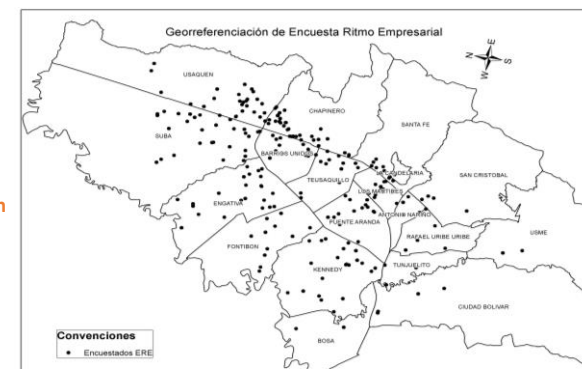 Georreferenciación de Encuesta Ritmo Empresarial
E
N
S
W
USAQUEN
CHAPINERO
SANTA FE
SUBA
BARRIOS UNIDOS
LA CANDELARIA
SAN CRISTOBAL
TEUSAQUILLO
LOS MARTIRES
ENGATIVA
ANTONIO NARIÑO
PUENTE ARANDA
RAFAEL URIBE URIBE
USME
FONTIBON
KENNEDY
TUNJUELITO
CIUDAD BOLIVAR
BOSA
Convenciones
Encuestados ERE
n